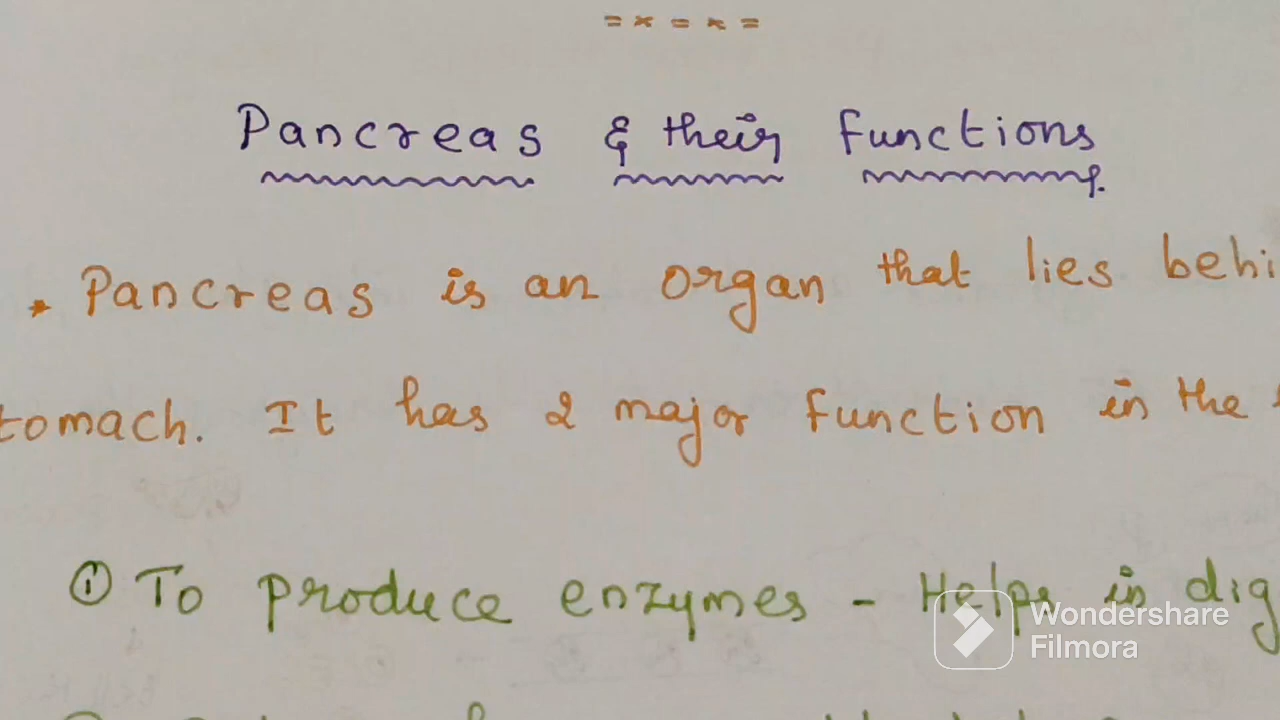 = × = × =
Pancreas & their functions
* Pancreas is an organ that lies behi
tomach. It has 2 major function in the
① To produce enzymes - Helps in dig
Wondershare
Filmora